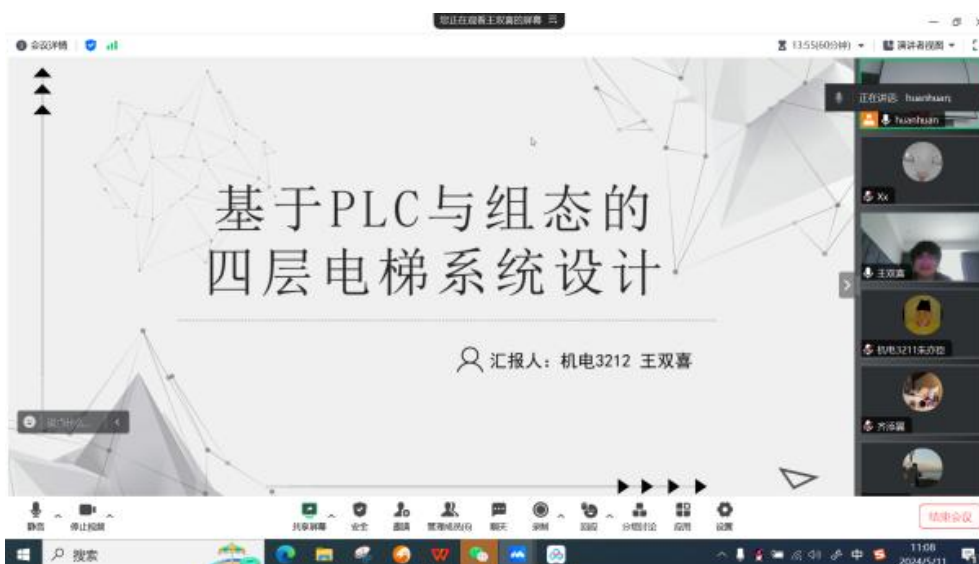 您正在观看王双喜的屏幕
会议详情
13:55(60分钟)
演讲者视图
正在讲话: huanhuan;
huanhuan
Xx
王双喜
基于PLC与组态的
四层电梯系统设计
汇报人：机电3212 王双喜
静音
停止视频
共享屏幕
安全
邀请
管理成员(6)
聊天
录制
回应
分组讨论
应用
设置
结束会议
搜索
中
11:08
2024/5/11